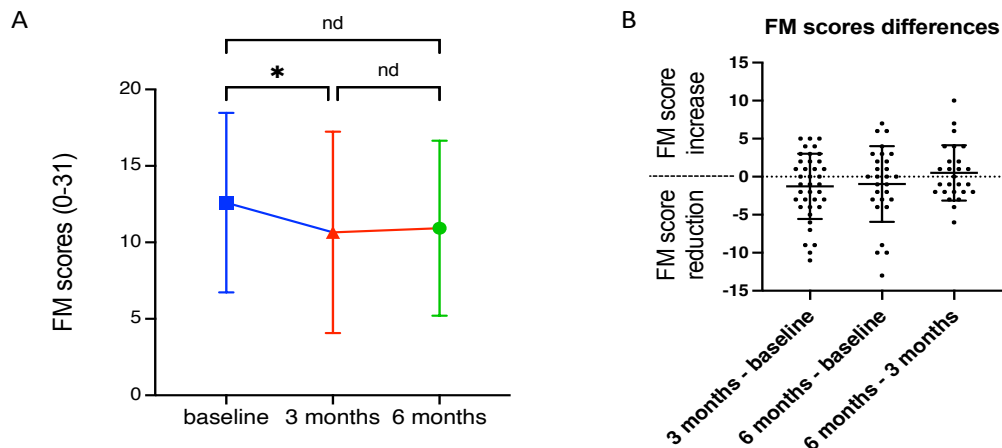 A
nd
*
nd
FM scores (0-31)
20
15
10
5
0
baseline
3 months
6 months
B
FM scores differences
FM score
increase
FM score
reduction
15
10
5
0
-5
-10
-15
3 months - baseline
6 months - baseline
6 months - 3 months